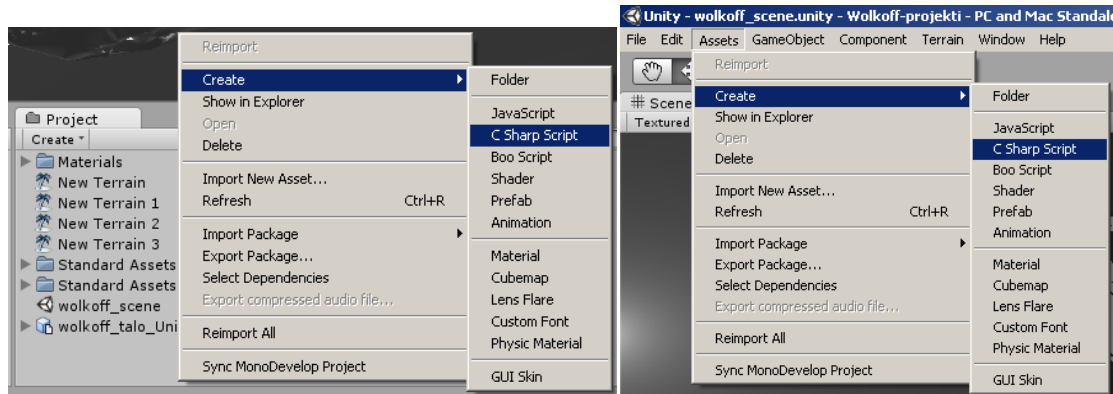 Project
Create
Materials
New Terrain
New Terrain 1
New Terrain 2
New Terrain 3
Standard Assets
Standard Assets
wolkoff_scene
wolkoff_talo_Uni
Reimport
Create
Show in Explorer
Open
Delete
Import New Asset...
Refresh Ctrl+R
Import Package
Export Package...
Select Dependencies
Export compressed audio file...
Reimport All
Sync MonoDevelop Project
Folder
JavaScript
C Sharp Script
Boo Script
Shader
Prefab
Animation
Material
Cubemap
Lens Flare
Custom Font
Physic Material
GUI Skin
Unity - wolkoff_scene.unity - Wolkoff-projekti - PC and Mac Standal
File Edit Assets GameObject Component Terrain Window Help
# Scene
Textured
Reimport
Create
Show in Explorer
Open
Delete
Import New Asset...
Refresh Ctrl+R
Import Package
Export Package...
Select Dependencies
Export compressed audio file...
Reimport All
Sync MonoDevelop Project
Folder
JavaScript
C Sharp Script
Boo Script
Shader
Prefab
Animation
Material
Cubemap
Lens Flare
Custom Font
Physic Material
GUI Skin